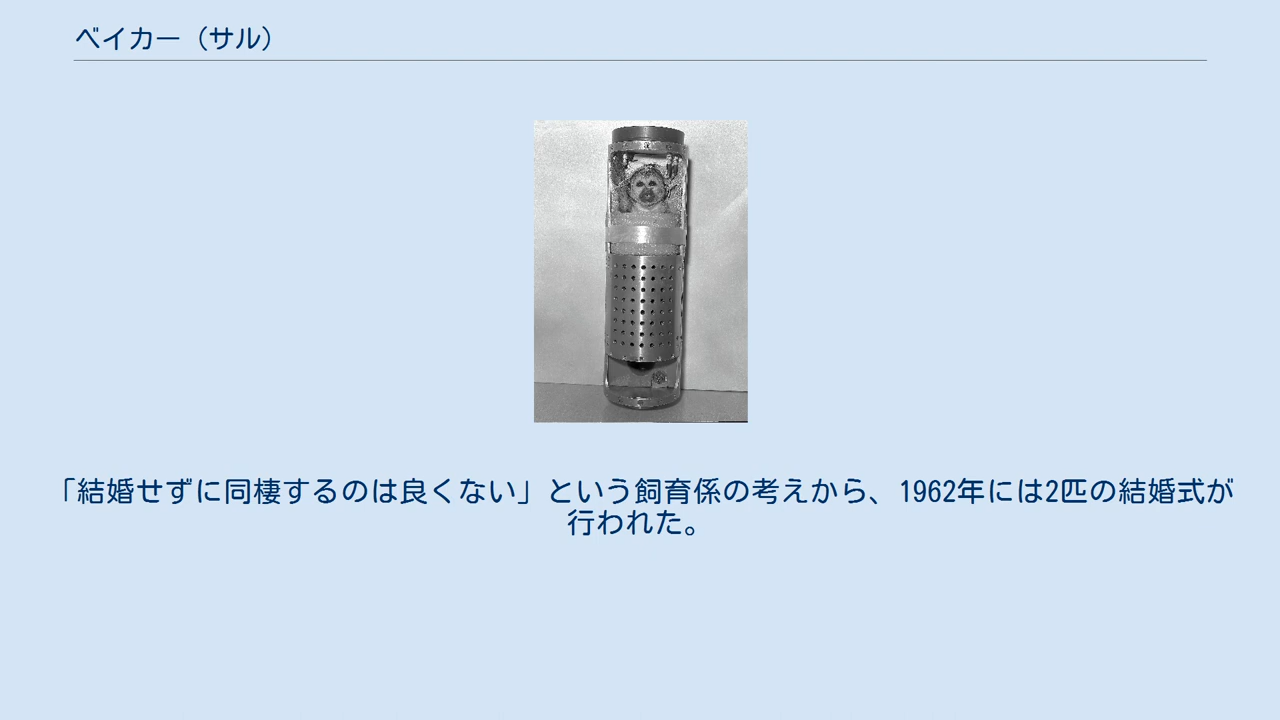 ベイカー（サル）
「結婚せずに同棲するのは良くない」という飼育係の考えから、1962年には2匹の結婚式が
行われた。